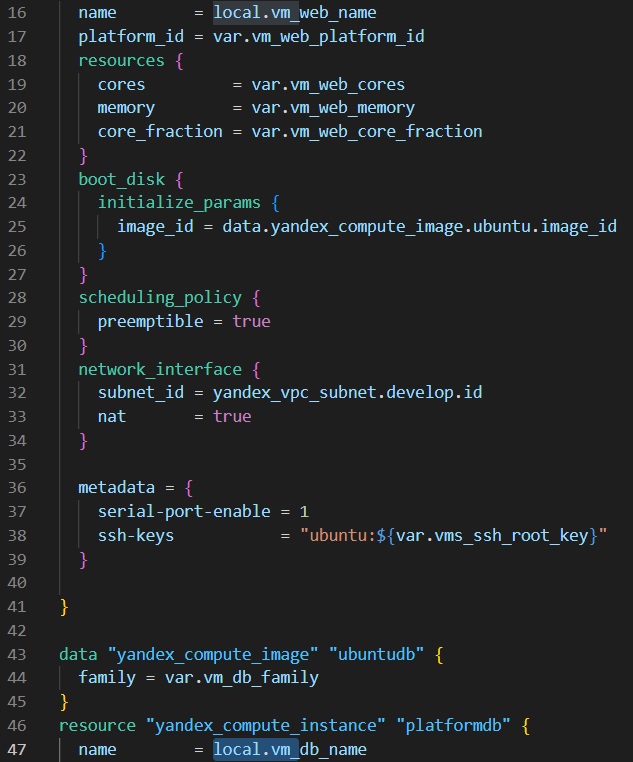 16 name = local.vm_web_name
17 platform_id = var.vm_web_platform_id
18 resources {
19 cores = var.vm_web_cores
20 memory = var.vm_web_memory
21 core_fraction = var.vm_web_core_fraction
22 }
23 boot_disk {
24 initialize_params {
25 image_id = data.yandex_compute_image.ubuntu.image_id
26 }
27 }
28 scheduling_policy {
29 preemptible = true
30 }
31 network_interface {
32 subnet_id = yandex_vpc_subnet.develop.id
33 nat = true
34 }
35
36 metadata = {
37 serial-port-enable = 1
38 ssh-keys = "ubuntu:${var.vms_ssh_root_key}"
39 }
40
41 }
42
43 data "yandex_compute_image" "ubuntudb" {
44 family = var.vm_db_family
45 }
46 resource "yandex_compute_instance" "platformdb" {
47 name = local.vm_db_name